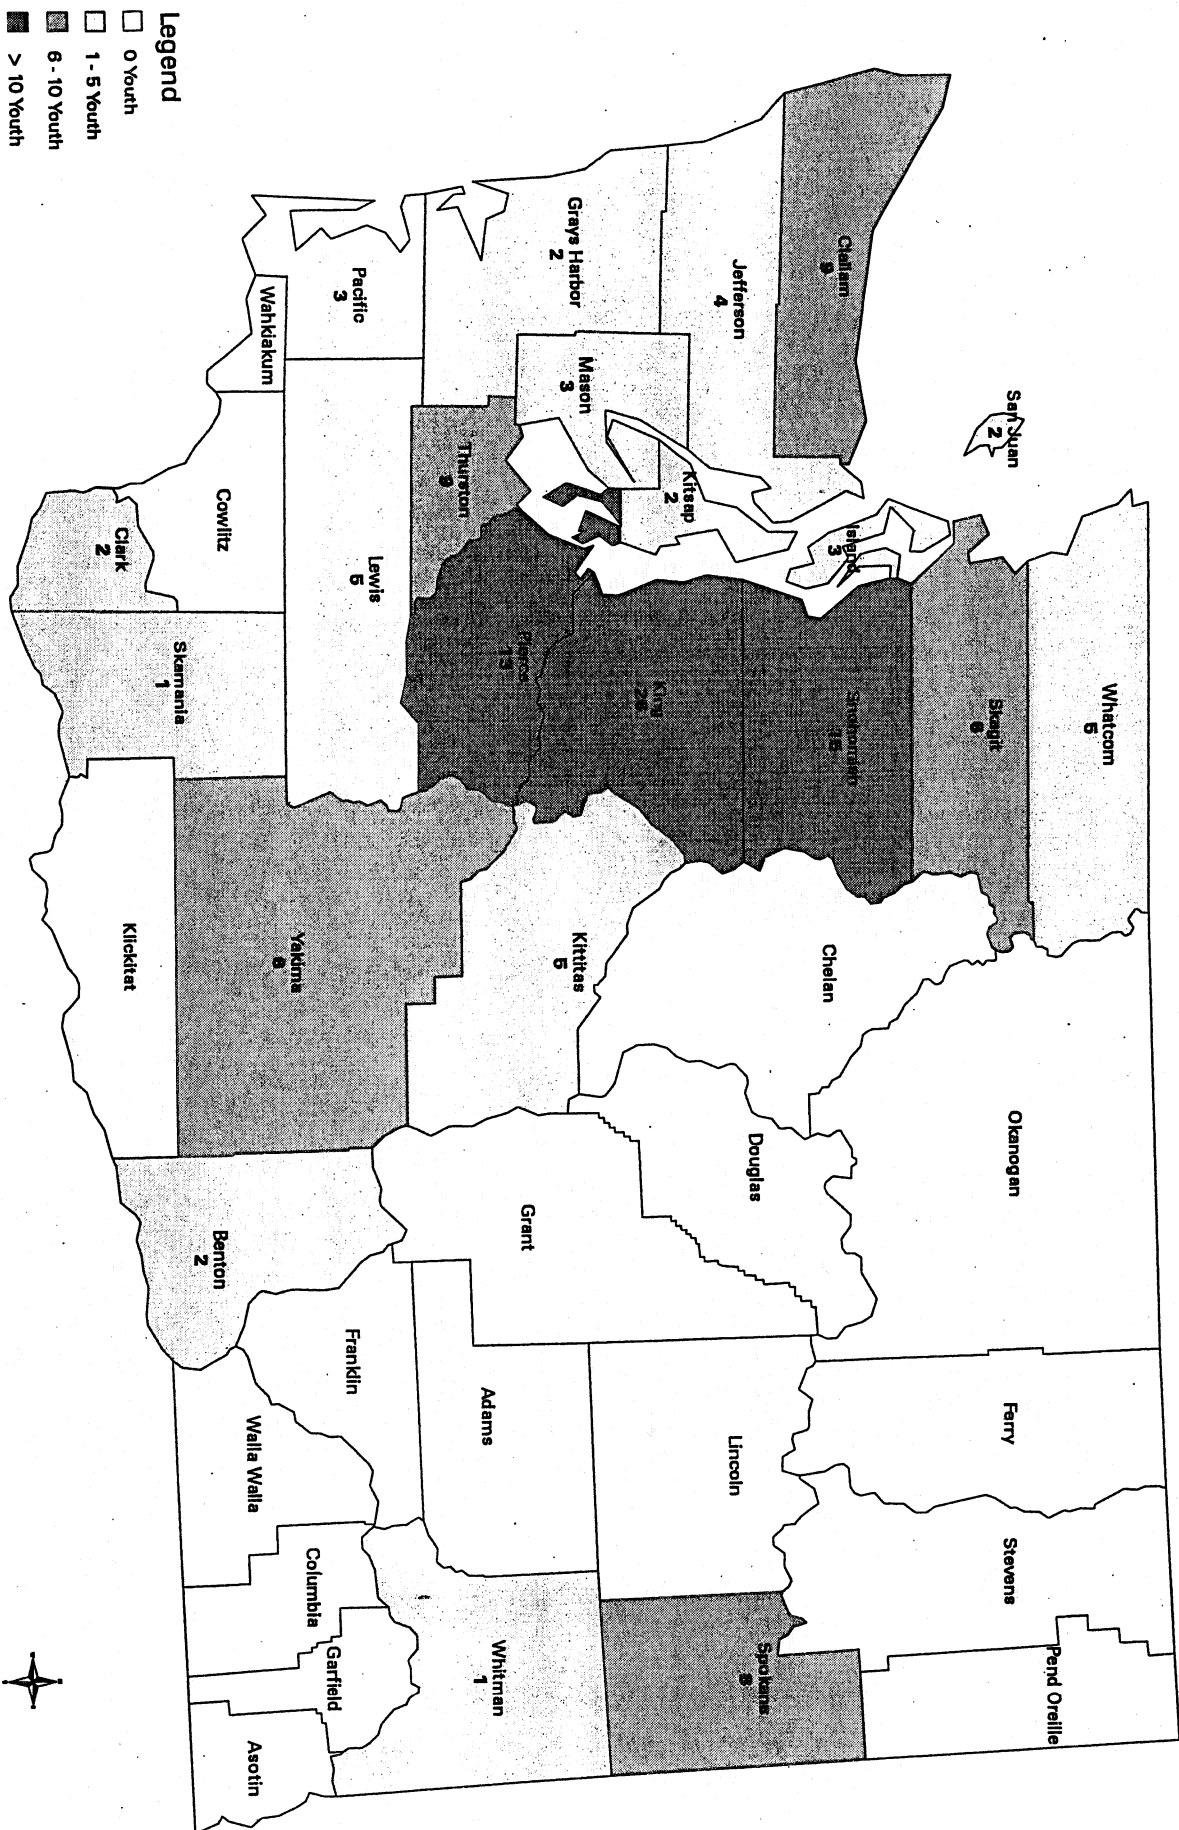 San Juan
2
Whatcom
5
Okanogan
Ferry
Stevens
Pend Oreille
Skagit
Clallam
9
Island
3
Snohomish
Chelan
Jefferson
4
Kitsap
2
King
Douglas
Lincoln
Spokane
8
Grays Harbor
2
Mason
3
Kittitas
5
Grant
Adams
Whitman
1
Thurston
Pierce
Pacific
3
Lewis
5
Yakima
Franklin
Garfield
Wahkiakum
Cowlitz
Benton
2
Walla Walla
Columbia
Asotin
Clark
2
Skamania
1
Klickitat
Legend
0 Youth
1 - 5 Youth
6 - 10 Youth
> 10 Youth